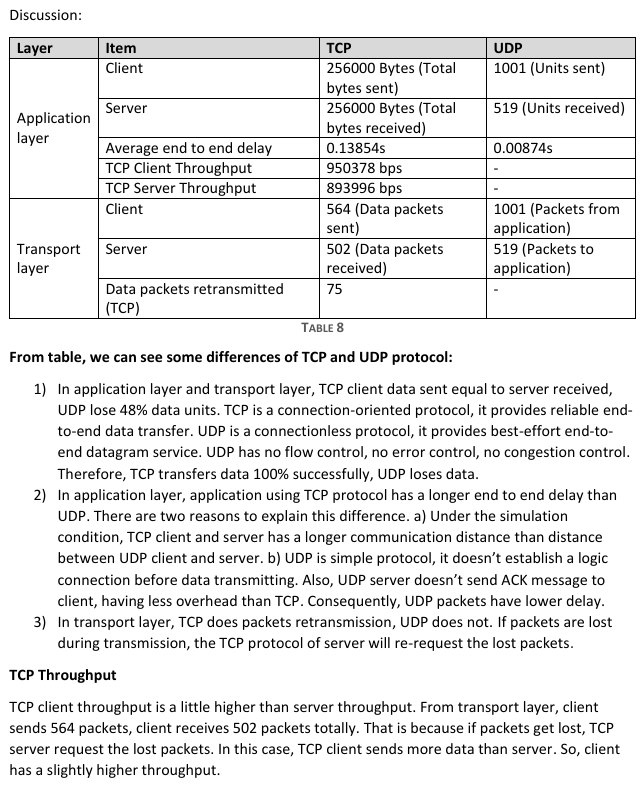 Discussion:
Layer Item TCP UDP
Application layer
Client 256000 Bytes (Total bytes sent) 1001 (Units sent)
Server 256000 Bytes (Total bytes received) 519 (Units received)
Average end to end delay 0.13854s 0.00874s
TCP Client Throughput 950378 bps -
TCP Server Throughput 893996 bps -
Transport layer
Client 564 (Data packets sent) 1001 (Packets from application)
Server 502 (Data packets received) 519 (Packets to application)
Data packets retransmitted (TCP) 75 -
TABLE 8
From table, we can see some differences of TCP and UDP protocol:
1) In application layer and transport layer, TCP client data sent equal to server received,
UDP lose 48% data units. TCP is a connection-oriented protocol, it provides reliable end-
to-end data transfer. UDP is a connectionless protocol, it provides best-effort end-to-
end datagram service. UDP has no flow control, no error control, no congestion control.
Therefore, TCP transfers data 100% successfully, UDP loses data.
2) In application layer, application using TCP protocol has a longer end to end delay than
UDP. There are two reasons to explain this difference. a) Under the simulation
condition, TCP client and server has a longer communication distance than distance
between UDP client and server. b) UDP is simple protocol, it doesn't establish a logic
connection before data transmitting. Also, UDP server doesn't send ACK message to
client, having less overhead than TCP. Consequently, UDP packets have lower delay.
3) In transport layer, TCP does packets retransmission, UDP does not. If packets are lost
during transmission, the TCP protocol of server will re-request the lost packets.
TCP Throughput
TCP client throughput is a little higher than server throughput. From transport layer, client
sends 564 packets, client receives 502 packets totally. That is because if packets get lost, TCP
server request the lost packets. In this case, TCP client sends more data than server. So, client
has a slightly higher throughput.